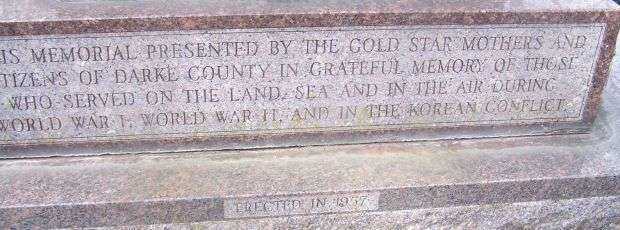 IS MEMORIAL PRESENTED BY THE GOLD STAR MOTHERS AND
TIZENS OF DARKE COUNTY IN GRATEFUL MEMORY OF THOSE
WHO SERVED ON THE LAND, SEA AND IN THE AIR DURING
WORLD WAR I, WORLD WAR II, AND IN THE KOREAN CONFLICT.
ERECTED IN 1957